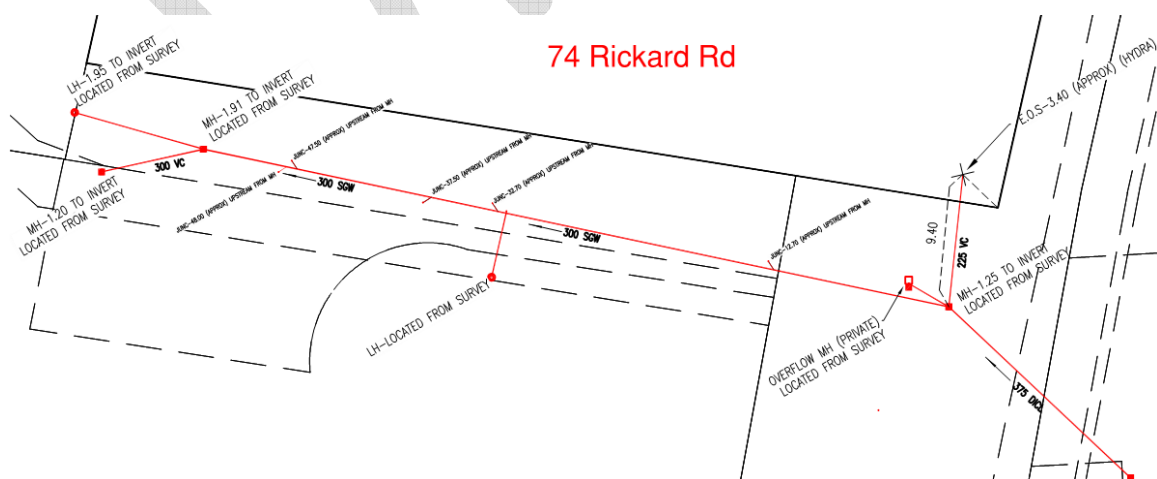 74 Rickard Rd
LH-1.95 TO INVERT
LOCATED FROM SURVEY
MH-1.91 TO INVERT
LOCATED FROM SURVEY
E.O.S-3.40 (APPROX) (HYDRA)
JUNC-47.50 (APPROX) UPSTREAM FROM MH
JUNC-37.50 (APPROX) UPSTREAM FROM MH
JUNC-32.70 (APPROX) UPSTREAM FROM MH
300 VC
300 SGW
MH-1.20 TO INVERT
LOCATED FROM SURVEY
JUNC-48.00 (APPROX) UPSTREAM FROM MH
300 SGW
JUNC-12.70 (APPROX) UPSTREAM FROM MH
9.40
225 VC
MH-1.25 TO INVERT
LOCATED FROM SURVEY
LH-LOCATED FROM SURVEY
OVERFLOW MH (PRIVATE)
LOCATED FROM SURVEY
375 DICL